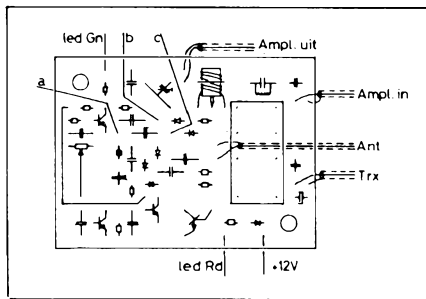 led Gn
b
c
Ampl. uit
a
Ampl. in
Ant
Trx
led Rd
+12V